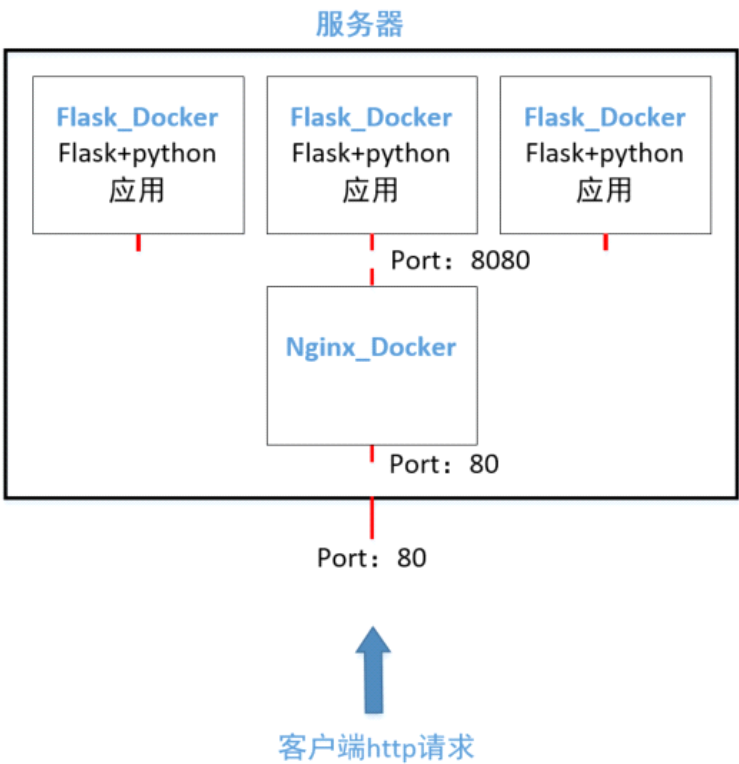 服务器
Flask_Docker
Flask+python
应用
Flask_Docker
Flask+python
应用
Flask_Docker
Flask+python
应用
Port：8080
Nginx_Docker
Port：80
Port：80
客户端http请求